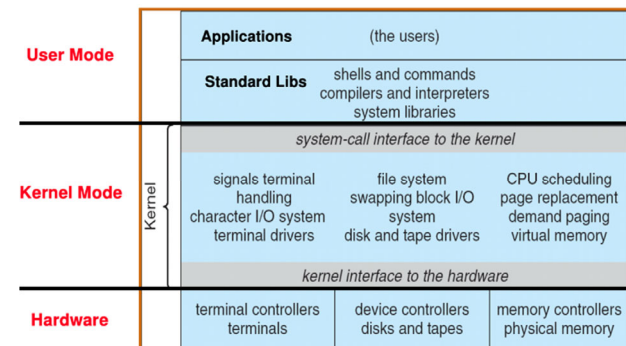 User Mode
Applications (the users)
Standard Libs shells and commands
compilers and interpreters
system libraries
Kernel Mode
Kernel
system-call interface to the kernel
signals terminal
handling
character I/O system
terminal drivers
file system
swapping block I/O
system
disk and tape drivers
CPU scheduling
page replacement
demand paging
virtual memory
kernel interface to the hardware
Hardware
terminal controllers
terminals
device controllers
disks and tapes
memory controllers
physical memory